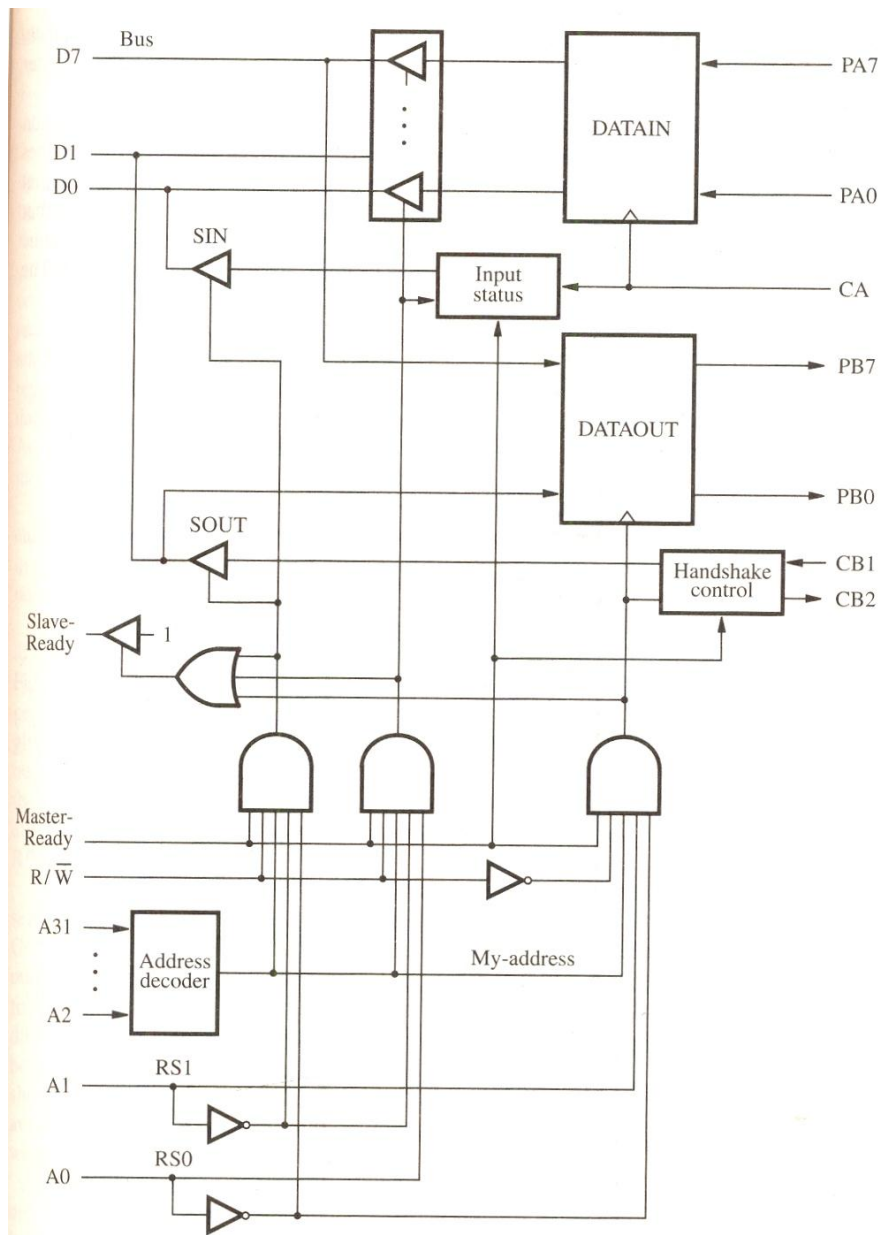 Bus
D7
PA7
DATAIN
D1
D0
PA0
SIN
Input
status
CA
PB7
DATAOUT
PB0
SOUT
CB1
Handshake
control
CB2
Slave-
Ready
1
Master-
Ready
R/W̅
A31
Address
decoder
My-address
A2
RS1
A1
RS0
A0